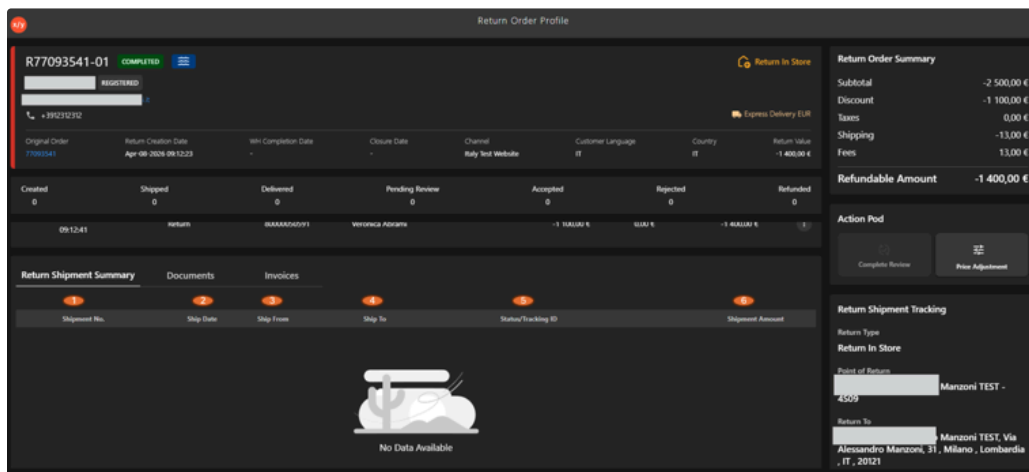 n/y
Return Order Profile
R77093541-01 COMPLETED
Return In Store
REGISTERED
+3912312312
Express Delivery EUR
Original Order Return Creation Date WH Completion Date Closure Date Channel Customer Language Country Return Value
77093541 Apr-08-2026 09:12:23 - - Italy Test Website IT IT -1 400,00 €
Created Shipped Delivered Pending Review Accepted Rejected Refunded
0 0 0 0 0 0 0
09:12:41 Return 80000050591 Veronica Abrami -1 100,00 € 0,00 € -1 400,00 €
Return Shipment Summary Documents Invoices
1 2 3 4 5 6
Shipment No. Ship Date Ship From Ship To Status/Tracking ID Shipment Amount
No Data Available
Return Order Summary
Subtotal -2 500,00 €
Discount -1 100,00 €
Taxes 0,00 €
Shipping -13,00 €
Fees 13,00 €
Refundable Amount -1 400,00 €
Action Pod
Complete Review Price Adjustment
Return Shipment Tracking
Return Type
Return In Store
Point of Return
Manzoni TEST -
4S09
Return To
Manzoni TEST, Via
Alessandro Manzoni, 31 , Milano , Lombardia
, IT , 20121